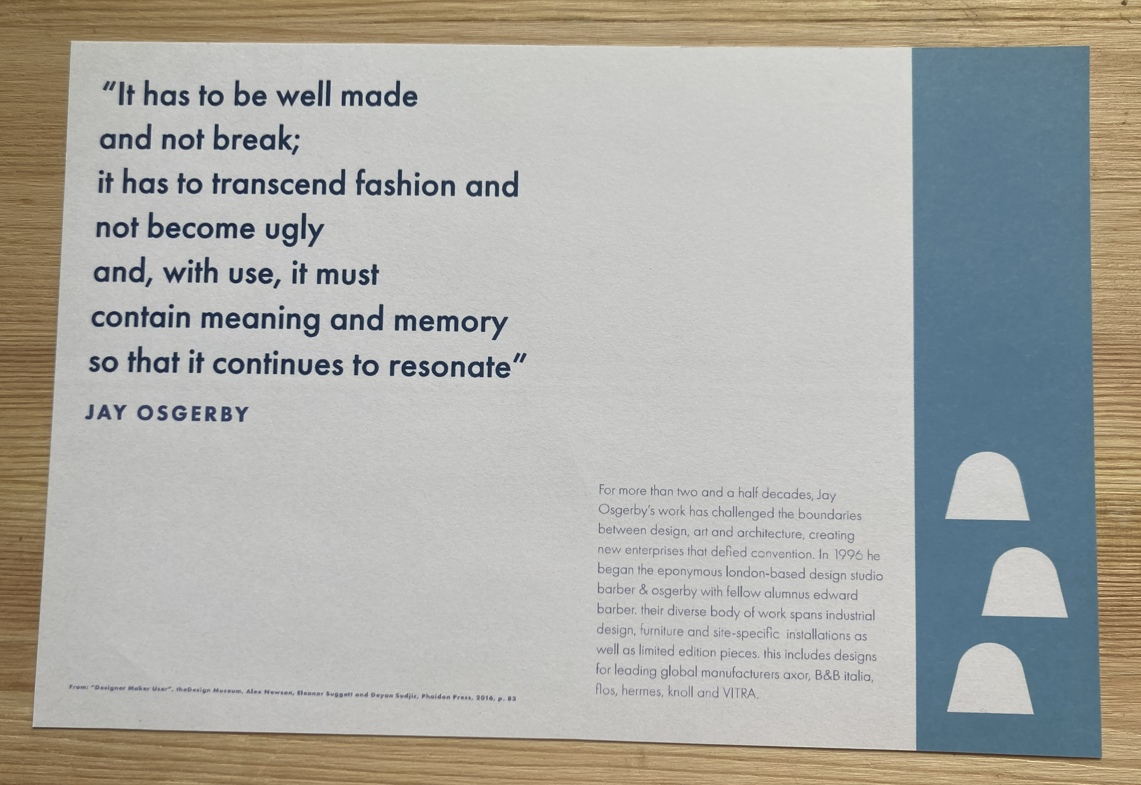 “It has to be well made
and not break;
it has to transcend fashion and
not become ugly
and, with use, it must
contain meaning and memory
so that it continues to resonate”
JAY OSGERBY
For more than two and a half decades, Jay
Osgerby's work has challenged the boundaries
between design, art and architecture, creating
new enterprises that defied convention. In 1996 he
began the eponymous london-based design studio
barber & osgerby with fellow alumnus edward
barber. their diverse body of work spans industrial
design, furniture and site-specific installations as
well as limited edition pieces. this includes designs
for leading global manufacturers axor, B&B italia,
flos, hermes, knoll and VITRA.
From: “Designer Maker User”, theDesign Museum, Alex Newson, Eleanor Suggett and Deyan Sudjic, Phaidon Press, 2016, p. 83